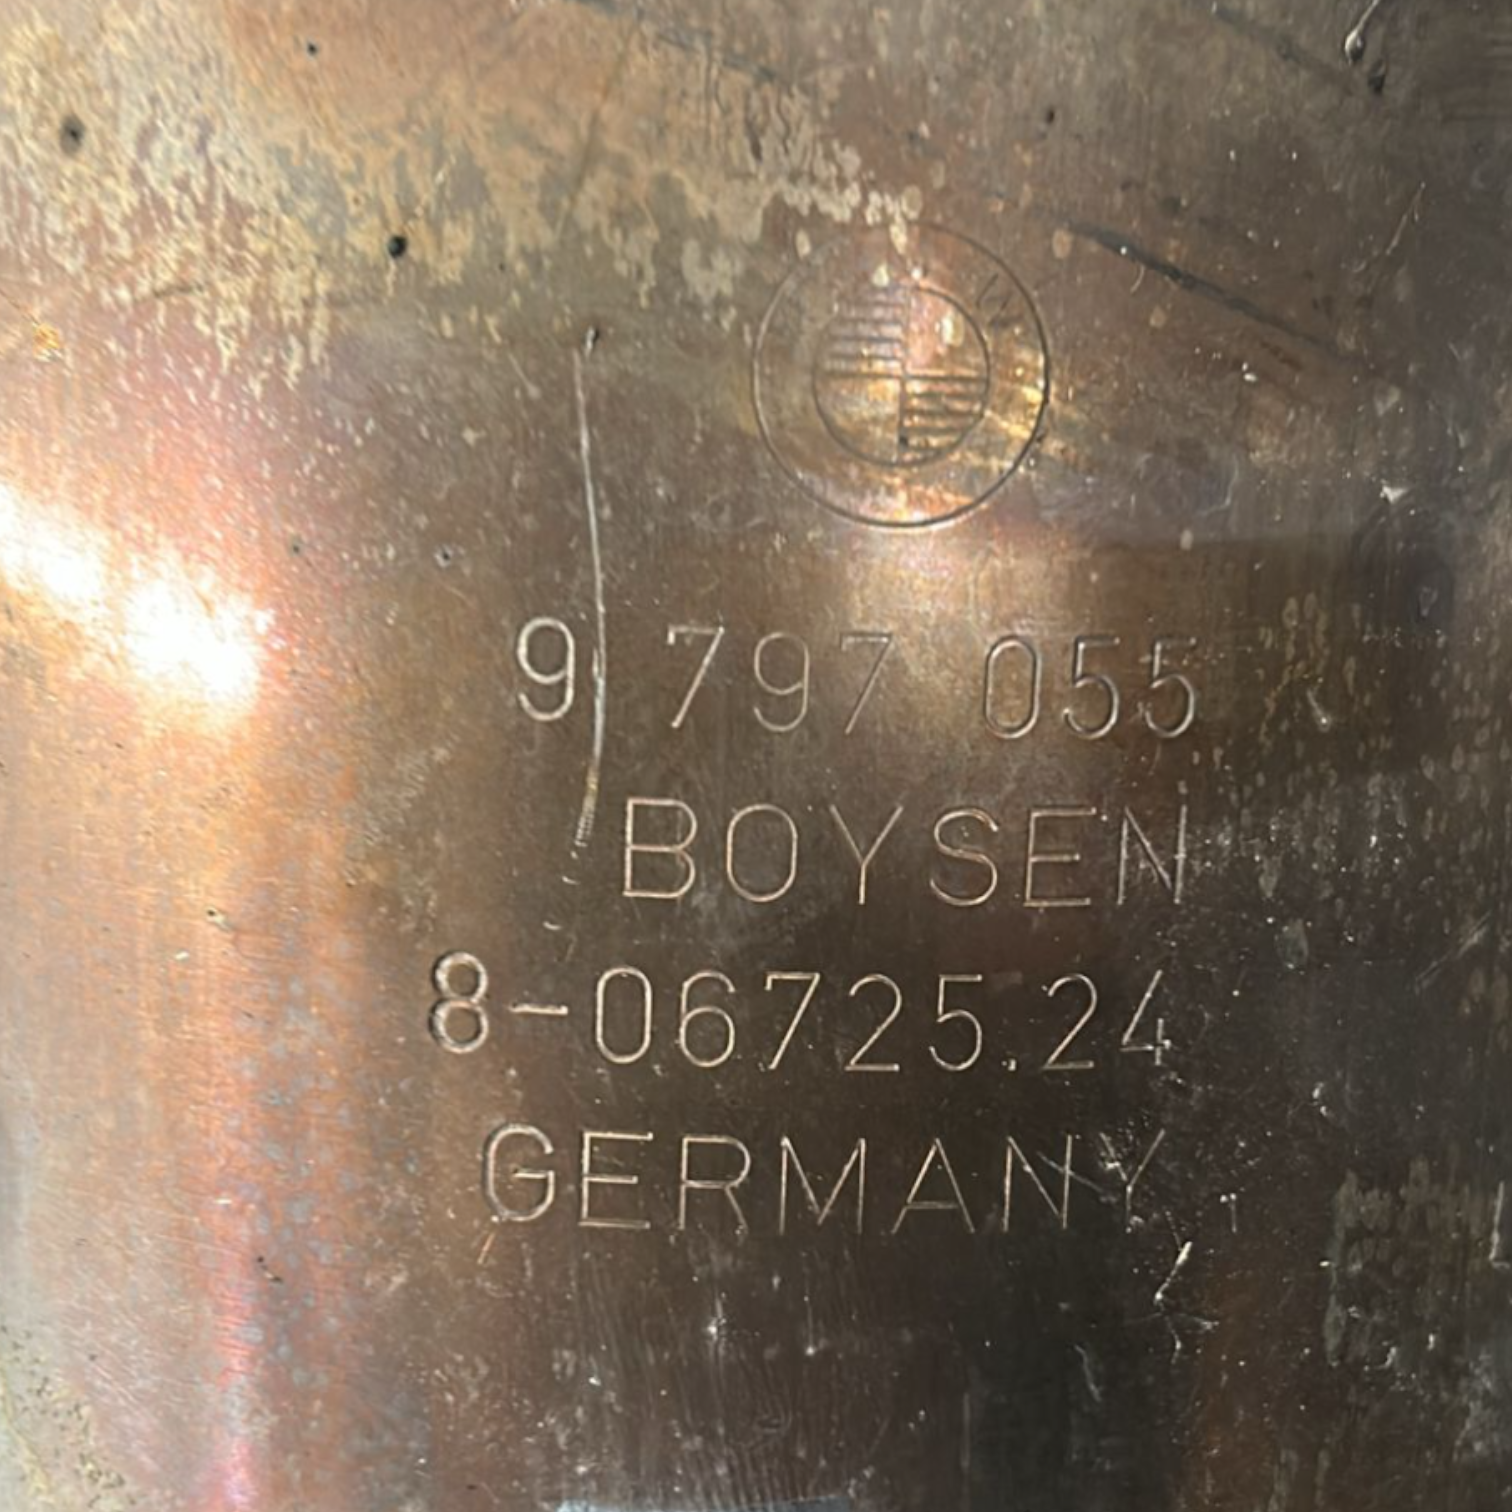 9 797 055
BOYSEN
8-06725.24
GERMANY